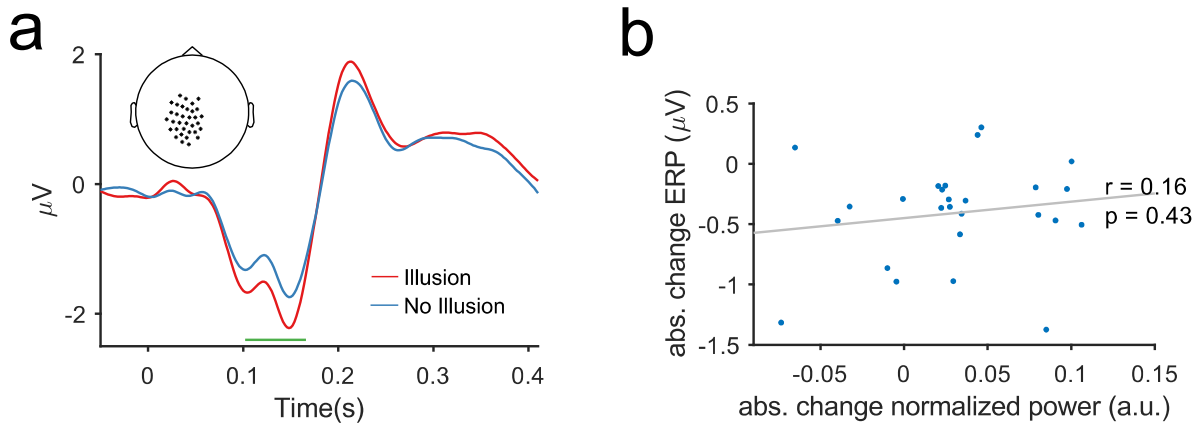 a
2
0
-2
μV
Illusion
No Illusion
0
0.1
0.2
0.3
0.4
Time(s)
b
0.5
0
-0.5
-1
-1.5
abs. change ERP (μV)
r = 0.16
p = 0.43
-0.05
0
0.05
0.1
0.15
abs. change normalized power (a.u.)